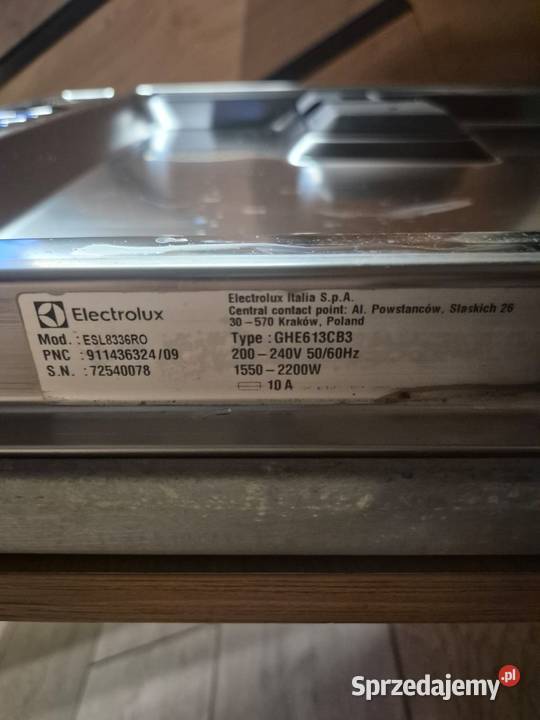 Electrolux
Mod. : ESL8336RO
PNC : 911436324/09
S.N. : 72540078
Electrolux Italia S.p.A.
Central contact point: Al. Powstanców, Slaskich 26
30-570 Kraków, Poland
Type : GHE613CB3
200-240V 50/60Hz
1550-2200W
10 A
Sprzedajemy.pl